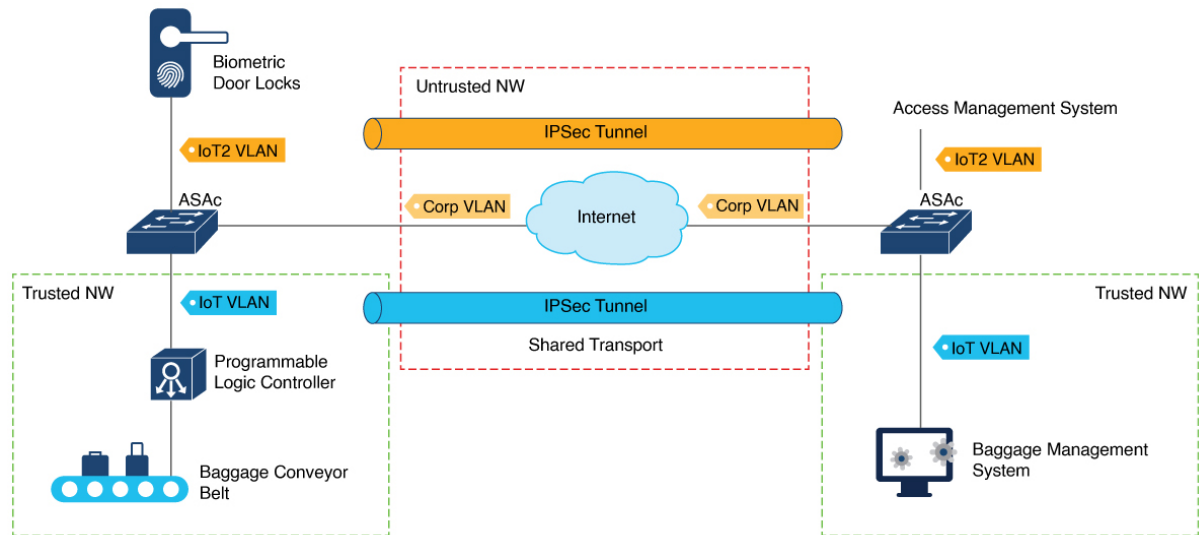 Biometric
Door Locks
Untrusted NW
Access Management System
IPSec Tunnel
IoT2 VLAN
IoT2 VLAN
ASAc
Corp VLAN
Internet
Corp VLAN
ASAc
Trusted NW
IoT VLAN
IPSec Tunnel
Trusted NW
Shared Transport
IoT VLAN
Programmable
Logic Controller
Baggage Conveyor
Belt
Baggage Management
System